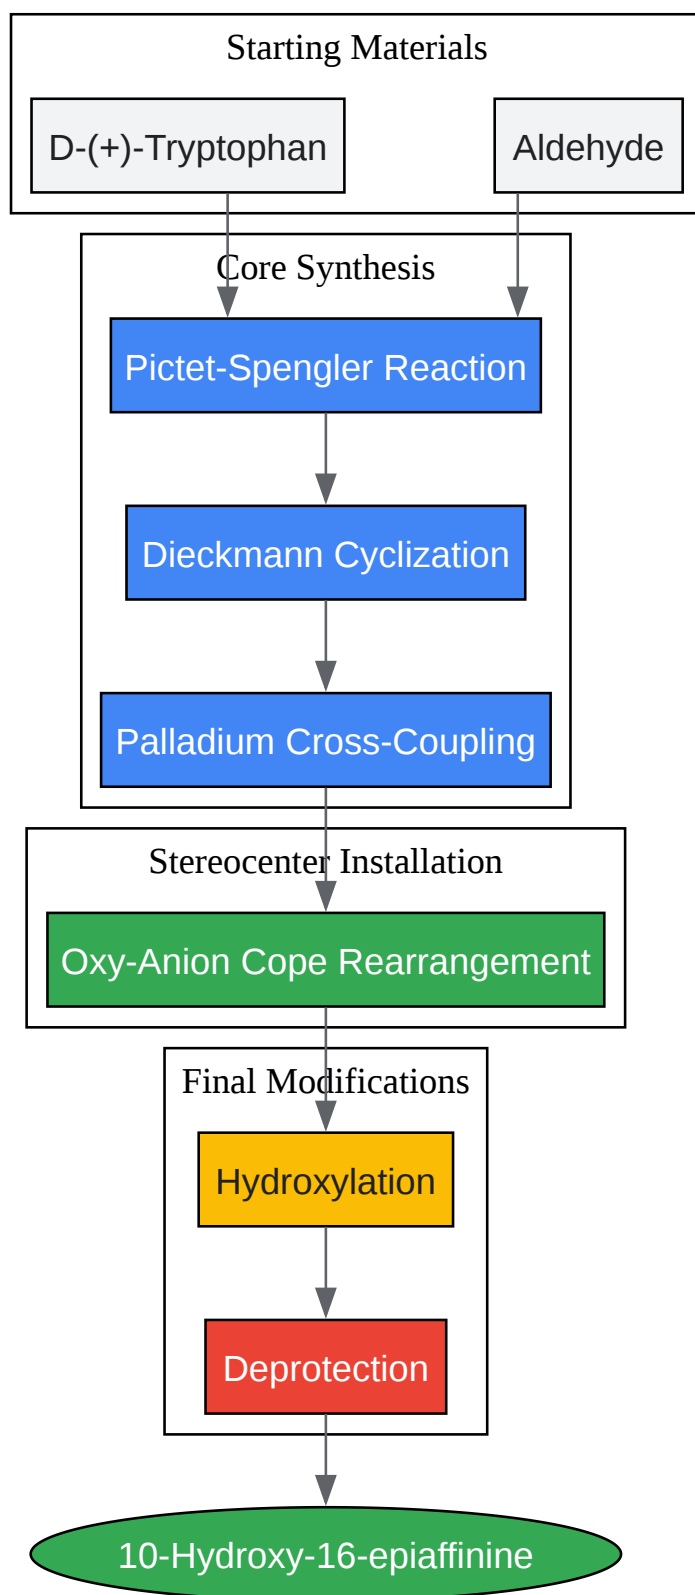 Starting Materials
D-(+)-Tryptophan
Aldehyde
Core Synthesis
Pictet-Spengler Reaction
Dieckmann Cyclization
Palladium Cross-Coupling
Stereocenter Installation
Oxy-Anion Cope Rearrangement
Final Modifications
Hydroxylation
Deprotection
10-Hydroxy-16-epiaffinine